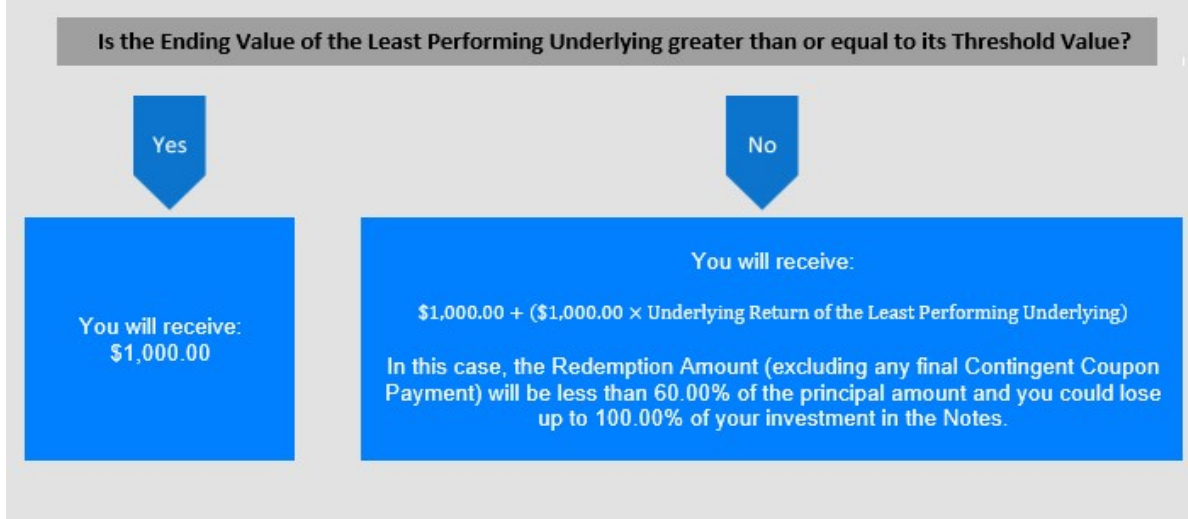 Is the Ending Value of the Least Performing Underlying greater than or equal to its Threshold Value?
Yes
No
You will receive:
$1,000.00
You will receive:
$1,000.00 + ($1,000.00 × Underlying Return of the Least Performing Underlying)
In this case, the Redemption Amount (excluding any final Contingent Coupon
Payment) will be less than 60.00% of the principal amount and you could lose
up to 100.00% of your investment in the Notes.